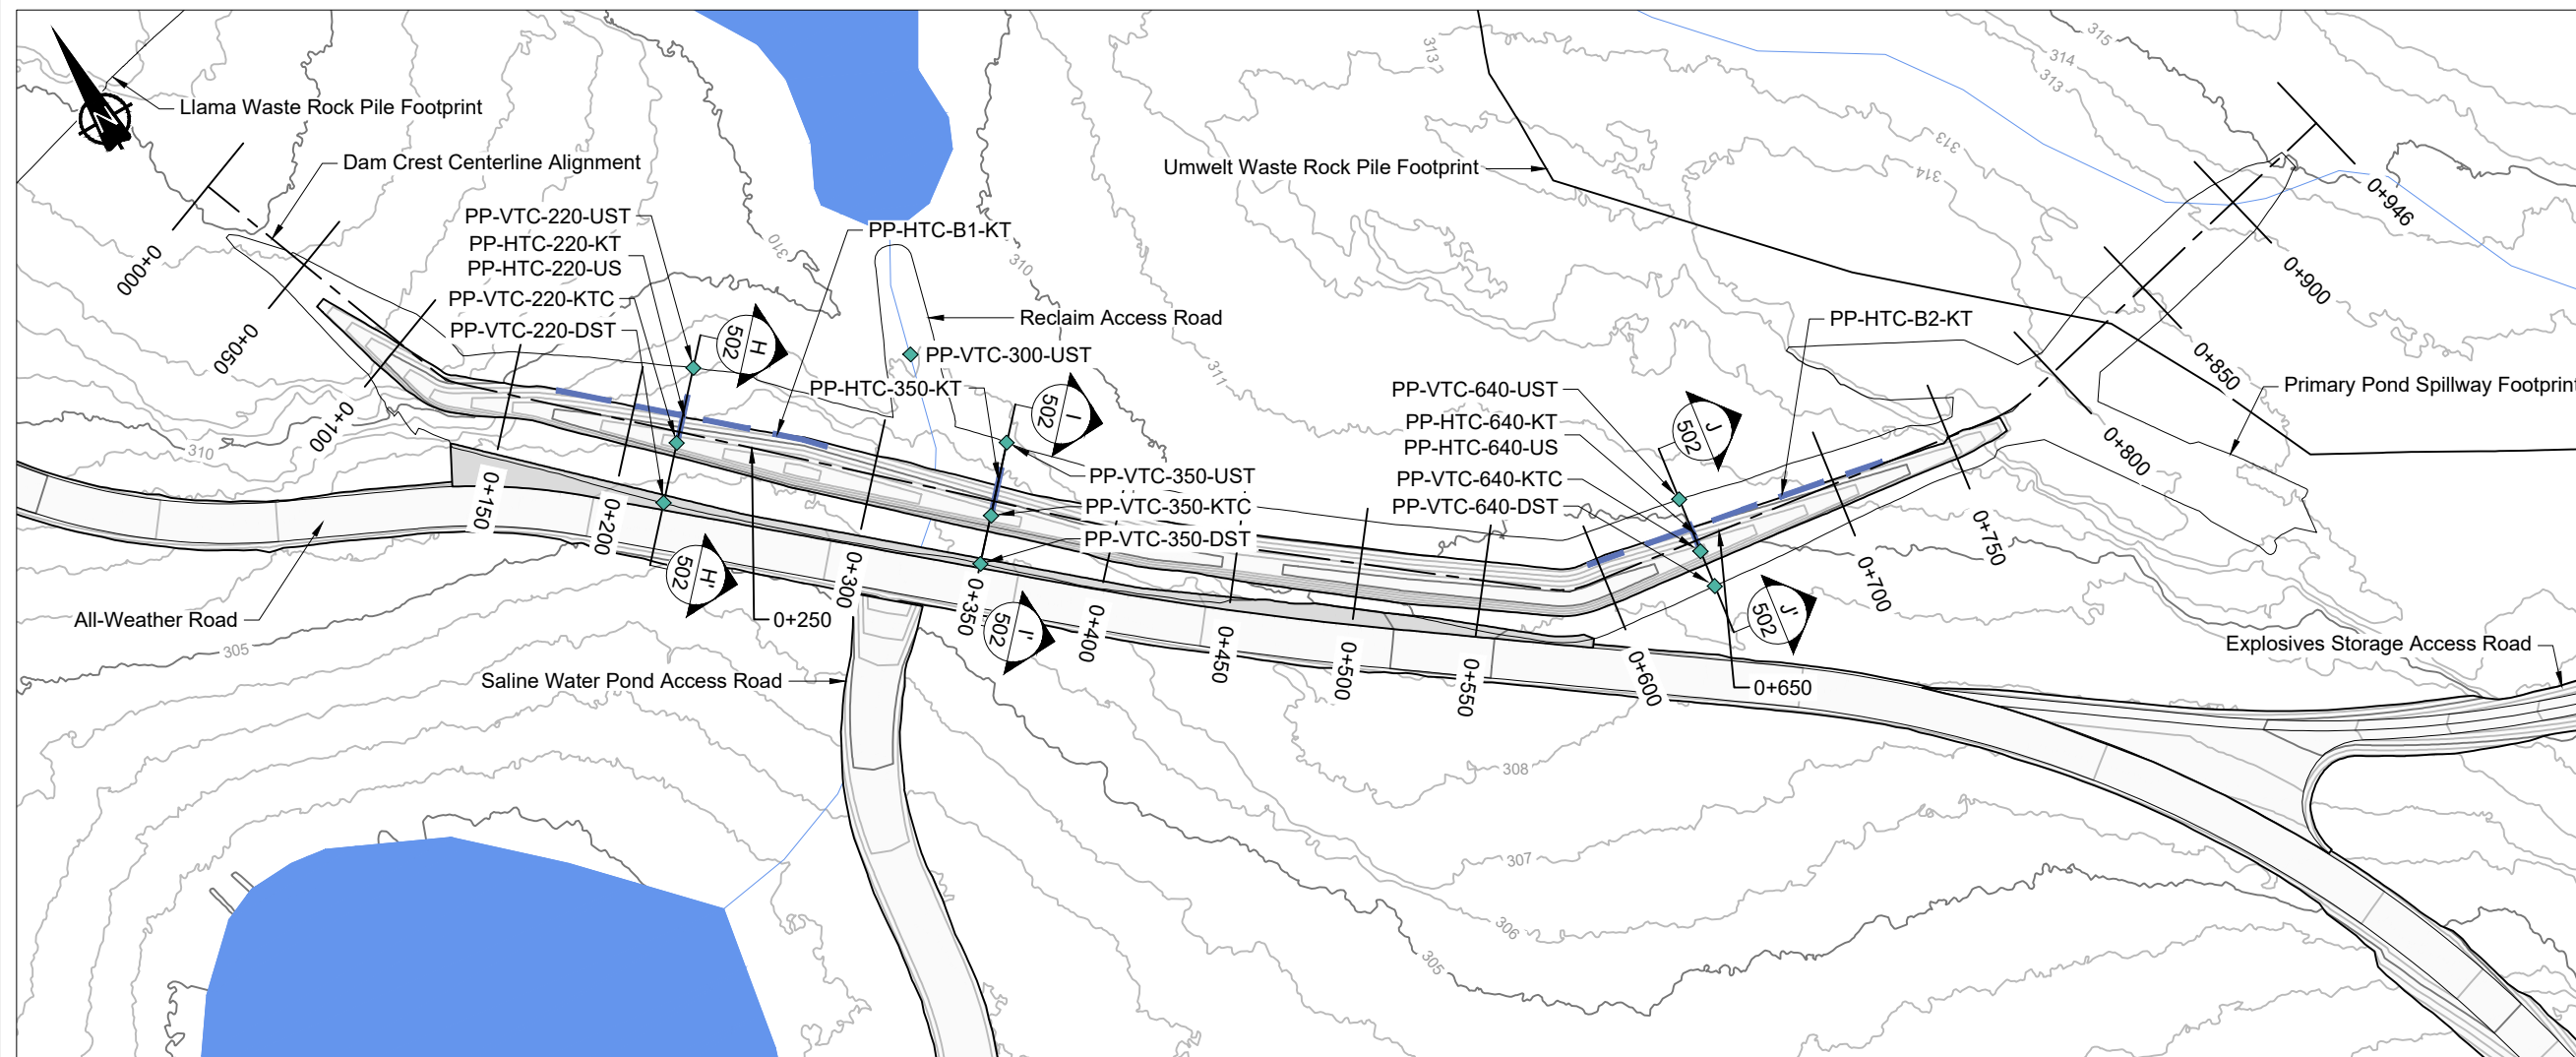 N
Llama Waste Rock Pile Footprint
Dam Crest Centerline Alignment
PP-VTC-220-UST
PP-HTC-220-KT
PP-HTC-220-US
PP-VTC-220-KTC
PP-VTC-220-DST
PP-HTC-B1-KT
Reclaim Access Road
PP-VTC-300-UST
PP-HTC-350-KT
PP-VTC-350-UST
PP-VTC-350-KTC
PP-VTC-350-DST
Umwelt Waste Rock Pile Footprint
PP-HTC-B2-KT
PP-VTC-640-UST
PP-HTC-640-KT
PP-HTC-640-US
PP-VTC-640-KTC
PP-VTC-640-DST
Primary Pond Spillway Footprint
Explosives Storage Access Road
All-Weather Road
Saline Water Pond Access Road
H
502
H'
502
I
502
I'
502
J
502
J'
502
0+000
0+050
0+100
0+150
0+200
0+250
0+300
0+350
0+400
0+450
0+500
0+550
0+600
0+650
0+700
0+750
0+800
0+850
0+900
0+946
310
310
310
311
313
315
314
313
313
314
305
308
307
306
305